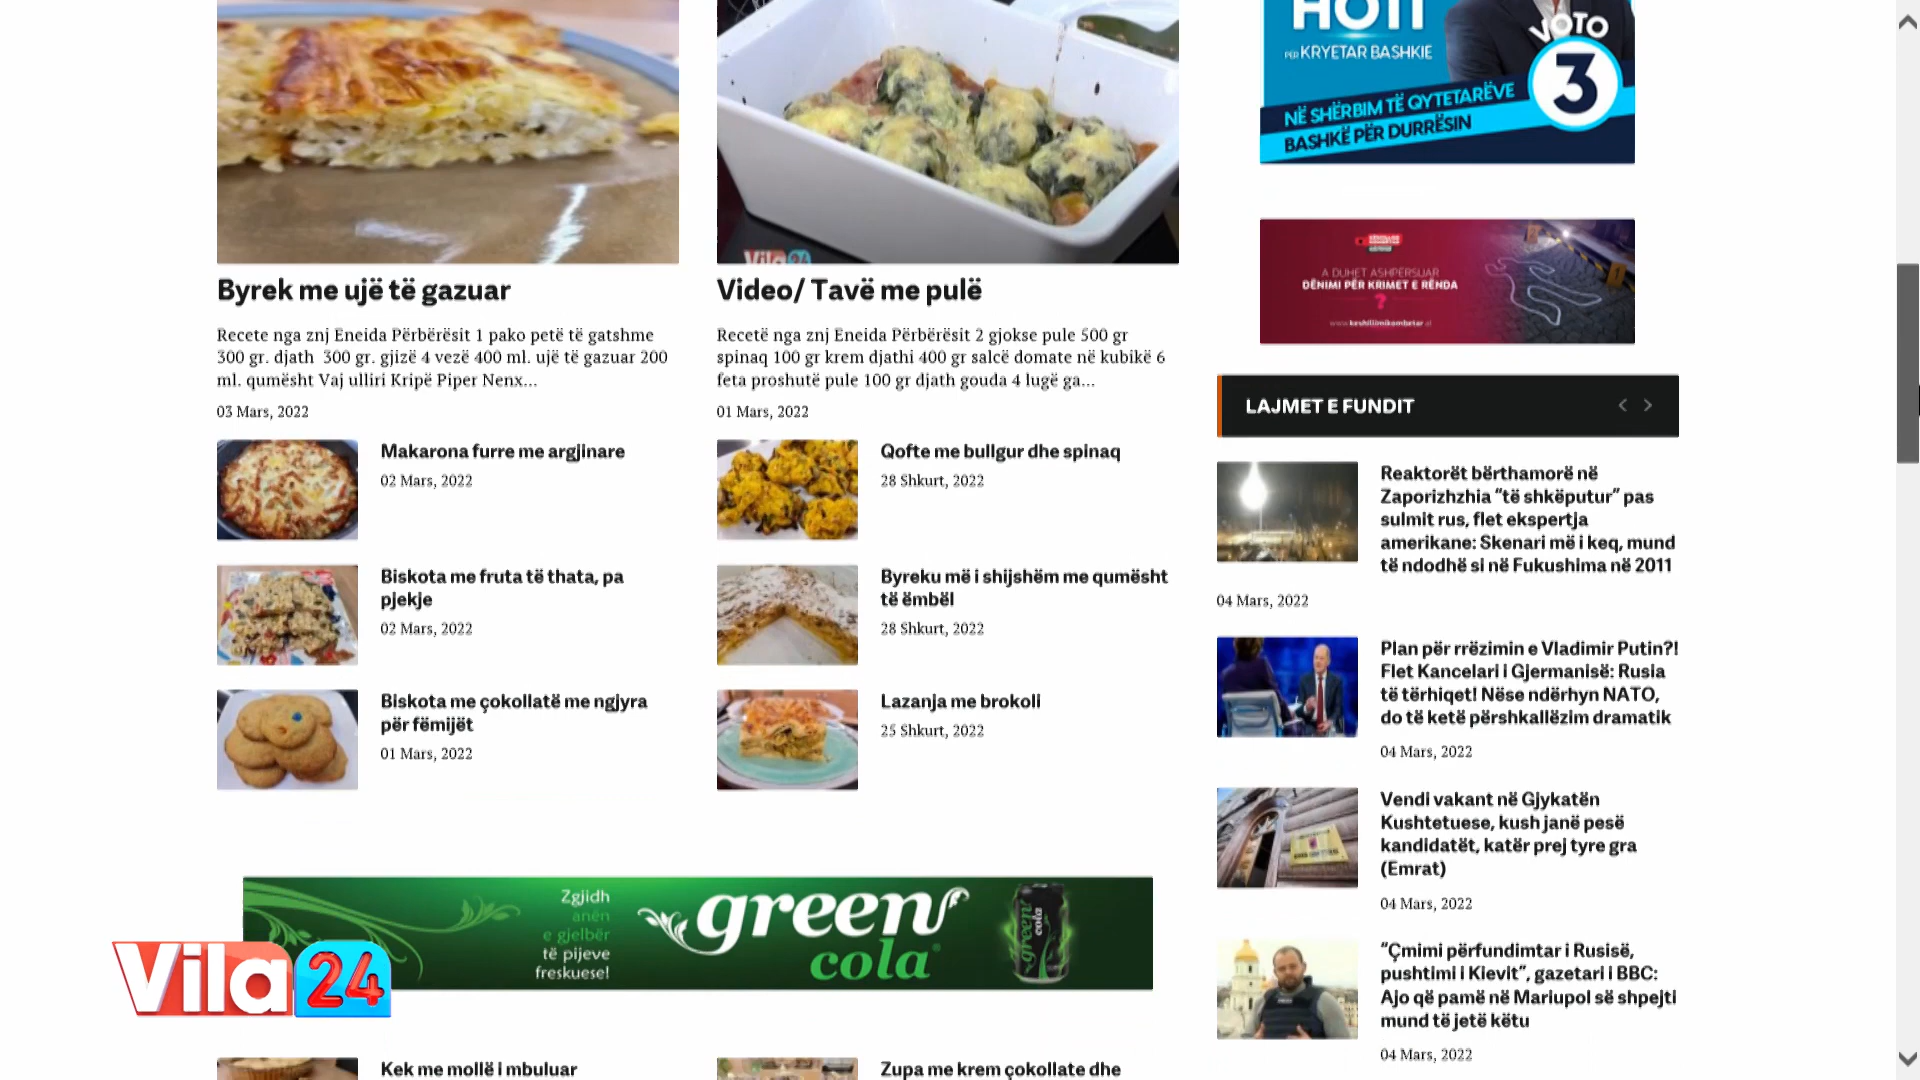 Byrek me ujë të gazuar
Recete nga znj Eneida Përbërësit 1 pako petë të gatshme
300 gr. djath  300 gr. gjizë 4 vezë 400 ml. ujë të gazuar 200
ml. qumësht Vaj ulliri Kripë Piper Nenx...
03 Mars, 2022
Makarona furre me argjinare
02 Mars, 2022
Biskota me fruta të thata, pa
pjekje
02 Mars, 2022
Biskota me çokollatë me ngjyra
për fëmijët
01 Mars, 2022
Vila 24
Video/ Tavë me pulë
Recetë nga znj Eneida Përbërësit 2 gjokse pule 500 gr
spinaq 100 gr krem djathi 400 gr salcë domate në kubikë 6
feta proshutë pule 100 gr djath gouda 4 lugë ga...
01 Mars, 2022
Qofte me bullgur dhe spinaq
28 Shkurt, 2022
Byreku më i shijshëm me qumësht
të ëmbël
28 Shkurt, 2022
Lazanja me brokoli
25 Shkurt, 2022
Zgjidh
anën
e gjelbër
të pijeve
freskuese!
green
cola
green
cola
Vila 24
Kek me mollë i mbuluar
Zupa me krem çokollate dhe
HOTI
PËR KRYETAR BASHKIE
VOTO
3
NË SHËRBIM TË QYTETARËVE
BASHKË PËR DURRËSIN
A DUHET ASHPËRSUAR
DËNIMI PËR KRIMET E RËNDA
?
www.keshillimikombetar.al
LAJMET E FUNDIT
Reaktorët bërthamorë në
Zaporizhzhia “të shkëputur” pas
sulmit rus, flet ekspertja
amerikane: Skenari më i keq, mund
të ndodhë si në Fukushima në 2011
04 Mars, 2022
Plan për rrëzimin e Vladimir Putin?!
Flet Kancelari i Gjermanisë: Rusia
të tërhiqet! Nëse ndërhyn NATO,
do të ketë përshkallëzim dramatik
04 Mars, 2022
Vendi vakant në Gjykatën
Kushtetuese, kush janë pesë
kandidatët, katër prej tyre gra
(Emrat)
04 Mars, 2022
“Çmimi përfundimtar i Rusisë,
pushtimi i Kievit”, gazetari i BBC:
Ajo që pamë në Mariupol së shpejti
mund të jetë këtu
04 Mars, 2022